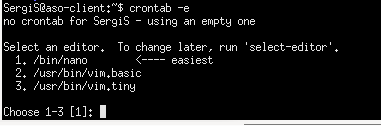 SergiS@aso-client:~$ crontab -e
no crontab for SergiS - using an empty one
Select an editor.  To change later, run 'select-editor'.
  1. /bin/nano        <---- easiest
  2. /usr/bin/vim.basic
  3. /usr/bin/vim.tiny
Choose 1-3 [1]: